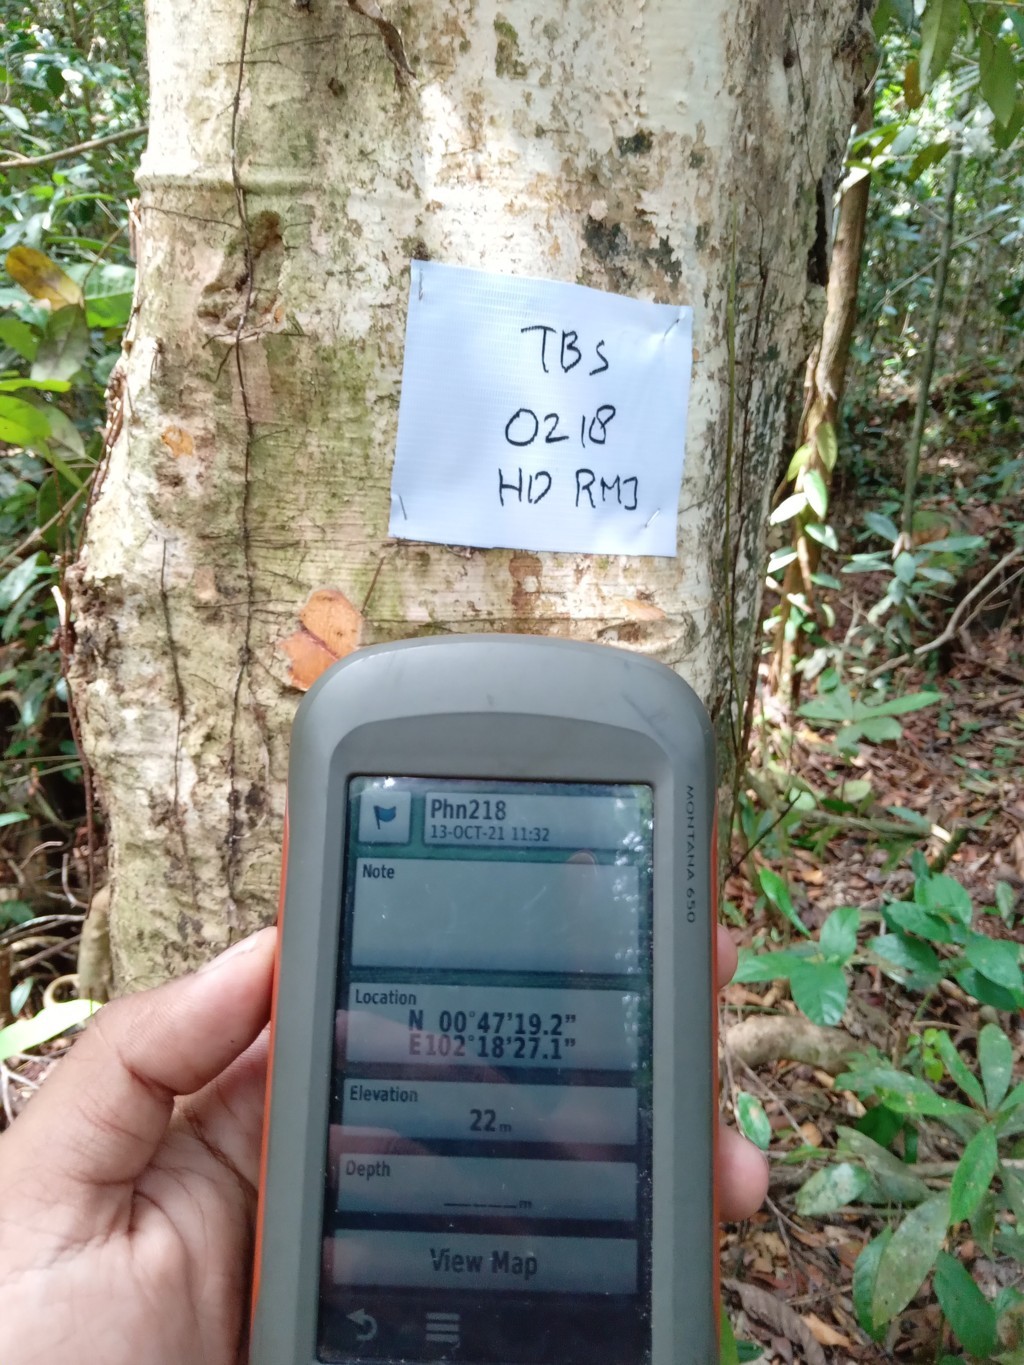 TBS
0218
HD RMJ
MONTANA 650
Phn218
13-OCT-21 11:32
Note
Location
N 00°47'19.2"
E102°18'27.1"
Elevation
22 m
Depth
____m
View Map